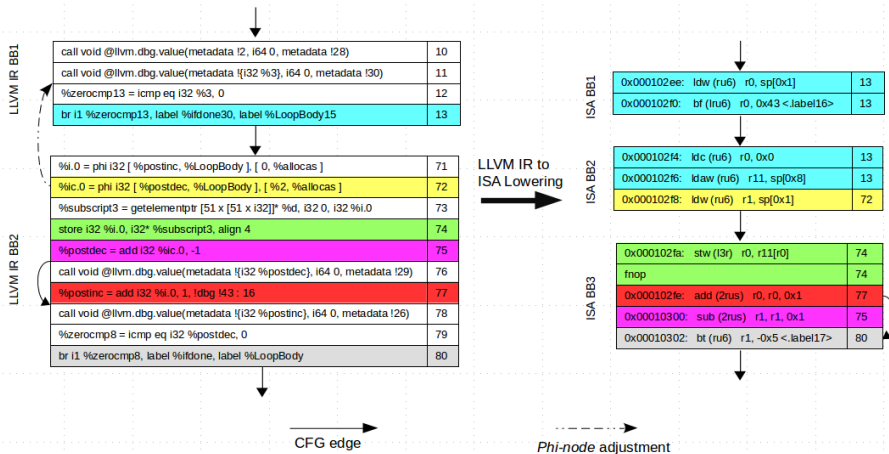 LLVM IR BB1
call void @llvm.dbg.value(metadata !2, i64 0, metadata !28) 10
call void @llvm.dbg.value(metadata !{i32 %3}, i64 0, metadata !30) 11
%zerocmp13 = icmp eq i32 %3, 0 12
br i1 %zerocmp13, label %ifdone30, label %LoopBody15 13
LLVM IR BB2
%i.0 = phi i32 [ %postinc, %LoopBody ], [ 0, %allocas ] 71
%ic.0 = phi i32 [ %postdec, %LoopBody ], [ %2, %allocas ] 72
%subscript3 = getelementptr [51 x [51 x i32]]* %d, i32 0, i32 %i.0 73
store i32 %i.0, i32* %subscript3, align 4 74
%postdec = add i32 %ic.0, -1 75
call void @llvm.dbg.value(metadata !{i32 %postdec}, i64 0, metadata !29) 76
%postinc = add i32 %i.0, 1, !dbg !43 : 16 77
call void @llvm.dbg.value(metadata !{i32 %postinc}, i64 0, metadata !26) 78
%zerocmp8 = icmp eq i32 %postdec, 0 79
br i1 %zerocmp8, label %ifdone, label %LoopBody 80
LLVM IR to
ISA Lowering
ISA BB1
0x000102ee: ldw (ru6) r0, sp[0x1] 13
0x000102f0: bf (lru6) r0, 0x43 <.label16> 13
ISA BB2
0x000102f4: ldc (ru6) r0, 0x0 13
0x000102f6: ldaw (ru6) r11, sp[0x8] 13
0x000102f8: ldw (ru6) r1, sp[0x1] 72
ISA BB3
0x000102fa: stw (l3r) r0, r11[r0] 74
fnop 74
0x000102fe: add (2rus) r0, r0, 0x1 77
0x00010300: sub (2rus) r1, r1, 0x1 75
0x00010302: bt (ru6) r1, -0x5 <.label17> 80
CFG edge
Phi-node adjustment